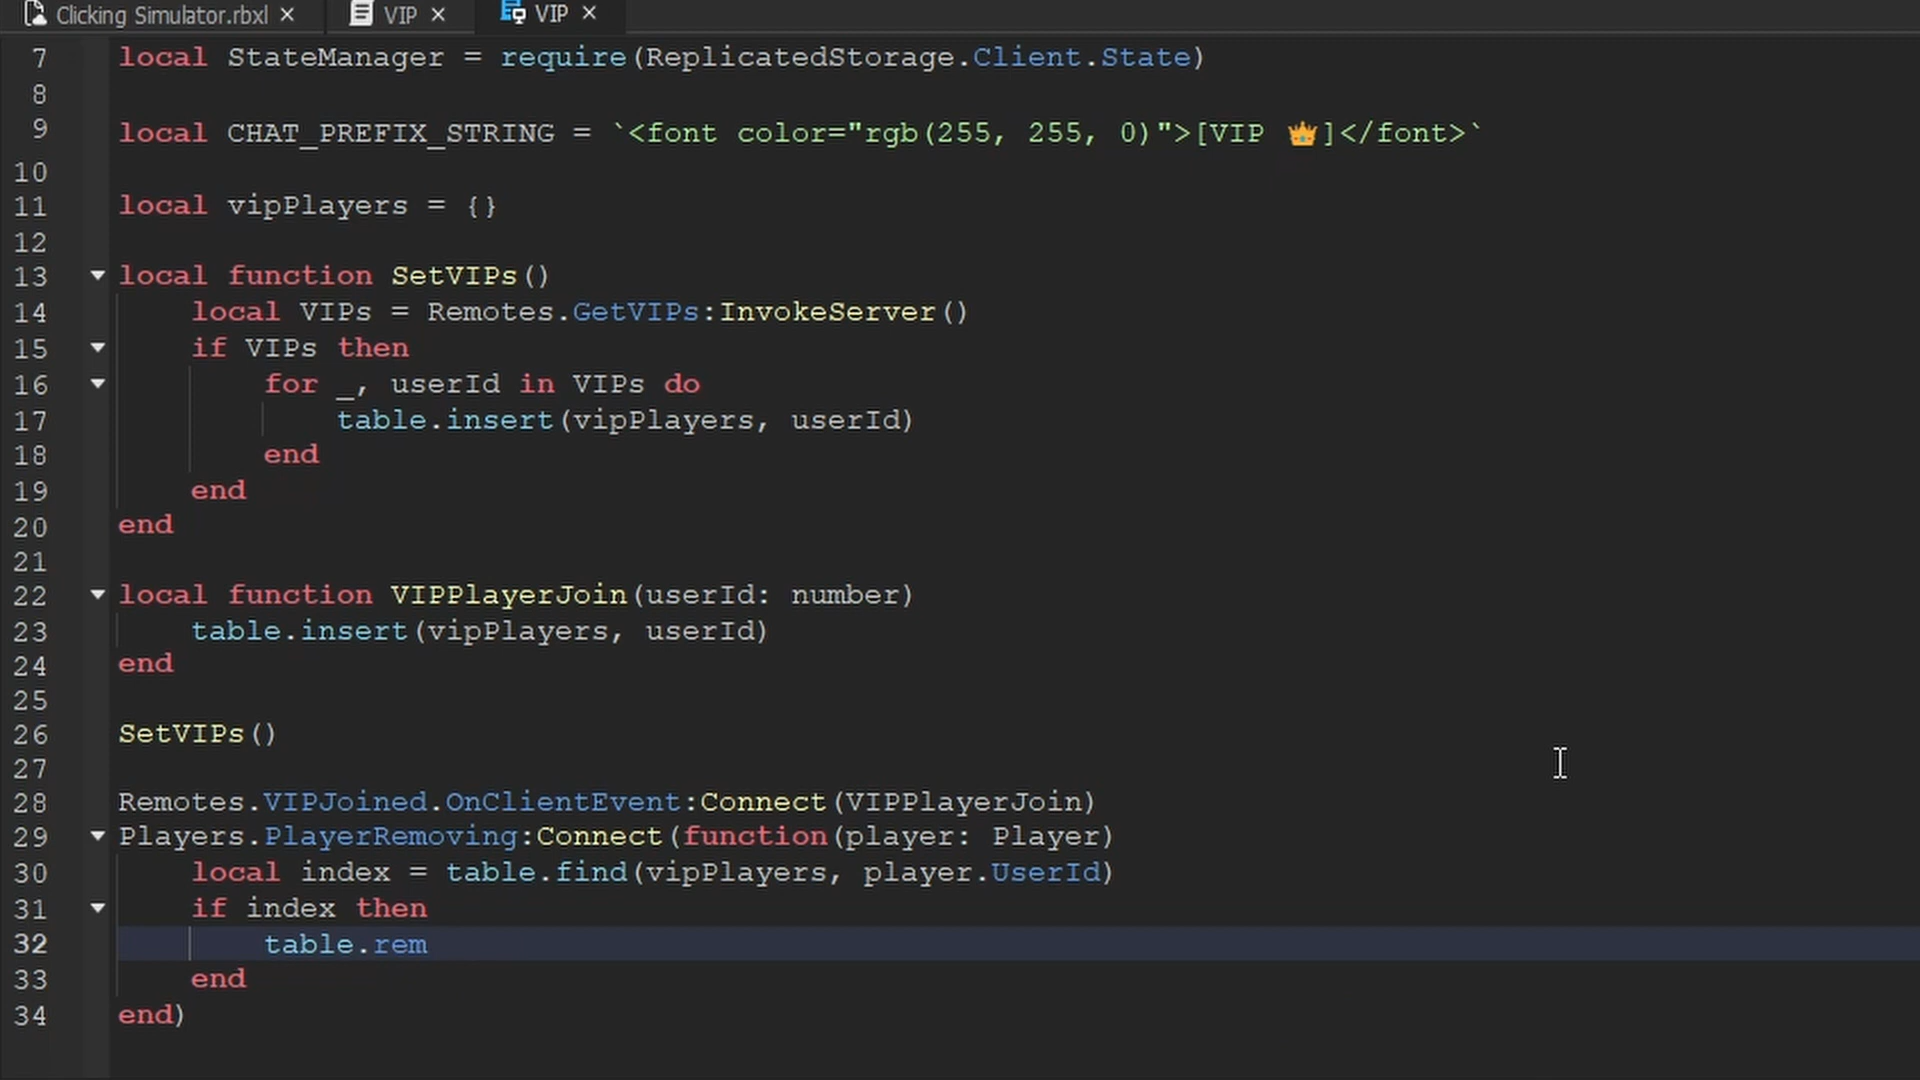 Clicking Simulator.rbxl × VIP × VIP ×
7 local StateManager = require(ReplicatedStorage.Client.State)
8
9 local CHAT_PREFIX_STRING = `<font color="rgb(255, 255, 0)">[VIP 👑]</font>`
10
11 local vipPlayers = {}
12
13 local function SetVIPs()
14 local VIPs = Remotes.GetVIPs:InvokeServer()
15 if VIPs then
16 for _, userId in VIPs do
17 table.insert(vipPlayers, userId)
18 end
19 end
20 end
21
22 local function VIPPlayerJoin(userId: number)
23 table.insert(vipPlayers, userId)
24 end
25
26 SetVIPs()
27
28 Remotes.VIPJoined.OnClientEvent:Connect(VIPPlayerJoin)
29 Players.PlayerRemoving:Connect(function(player: Player)
30 local index = table.find(vipPlayers, player.UserId)
31 if index then
32 table.rem
33 end
34 end)